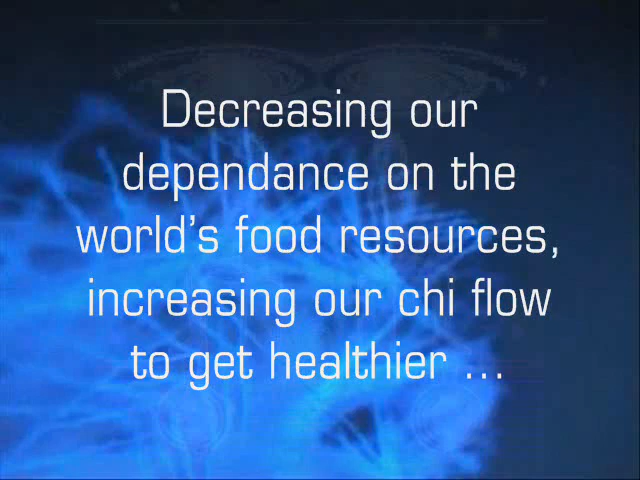 Decreasing our
dependance on the
world's food resources,
increasing our chi flow
to get healthier ...